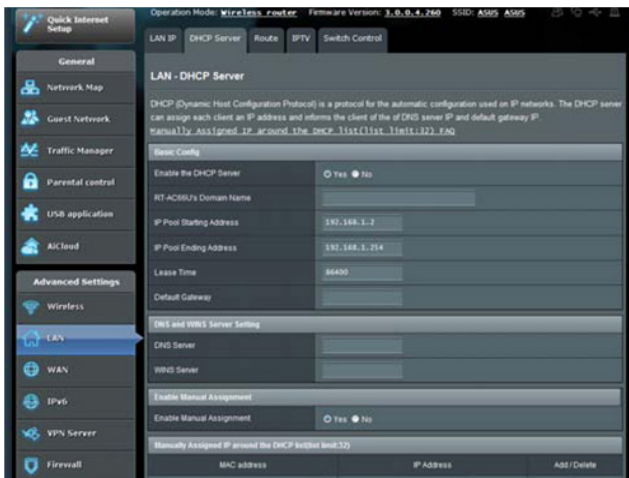 Quick Internet
Setup
Operation Mode: Wireless router Firmware Version: 3.0.0.4.260 SSID: ASUS ASUS
LAN IP DHCP Server Route IPTV Switch Control
General
Network Map
Guest Network
Traffic Manager
Parental control
USB application
AiCloud
Advanced Settings
Wireless
LAN
WAN
IPv6
VPN Server
Firewall
LAN - DHCP Server
DHCP (Dynamic Host Configuration Protocol) is a protocol for the automatic configuration used on IP networks. The DHCP server
can assign each client an IP address and informs the client of the of DNS server IP and default gateway IP.
Manually Assigned IP around the DHCP list(list limit:32) FAQ
Basic Config
Enable the DHCP Server Yes No
RT-AC66U's Domain Name
IP Pool Starting Address 192.168.1.2
IP Pool Ending Address 192.168.1.254
Lease Time 86400
Default Gateway
DNS and WINS Server Setting
DNS Server
WINS Server
Enable Manual Assignment
Enable Manual Assignment Yes No
Manually Assigned IP around the DHCP list(list limit:32)
MAC address IP Address Add / Delete